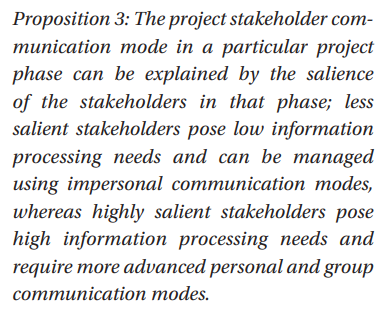 Proposition 3: The project stakeholder com-
munication mode in a particular project
phase can be explained by the salience
of the stakeholders in that phase; less
salient stakeholders pose low information
processing needs and can be managed
using impersonal communication modes,
whereas highly salient stakeholders pose
high information processing needs and
require more advanced personal and group
communication modes.